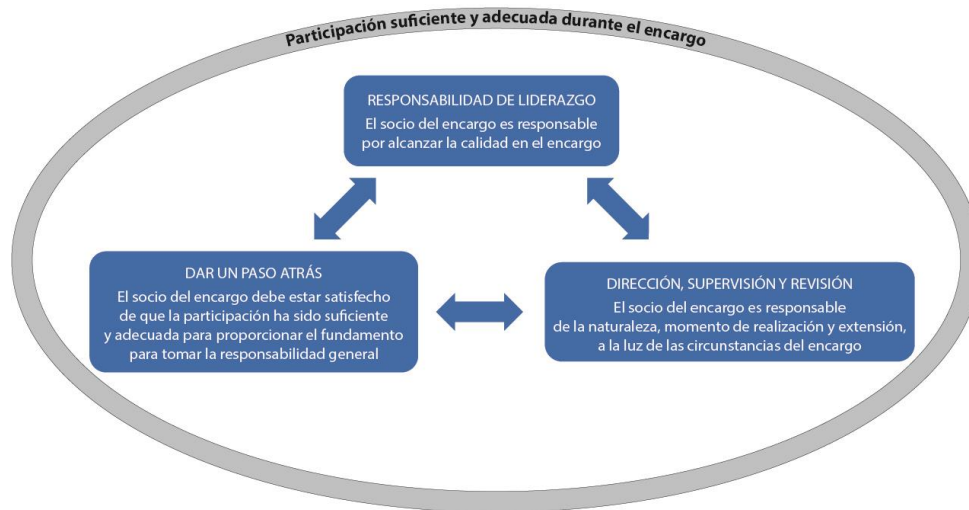 Participación suficiente y adecuada durante el encargo
RESPONSABILIDAD DE LIDERAZGO
El socio del encargo es responsable
por alcanzar la calidad en el encargo
DAR UN PASO ATRÁS
El socio del encargo debe estar satisfecho
de que la participación ha sido suficiente
y adecuada para proporcionar el fundamento
para tomar la responsabilidad general
DIRECCIÓN, SUPERVISIÓN Y REVISIÓN
El socio del encargo es responsable
de la naturaleza, momento de realización y extensión,
a la luz de las circunstancias del encargo